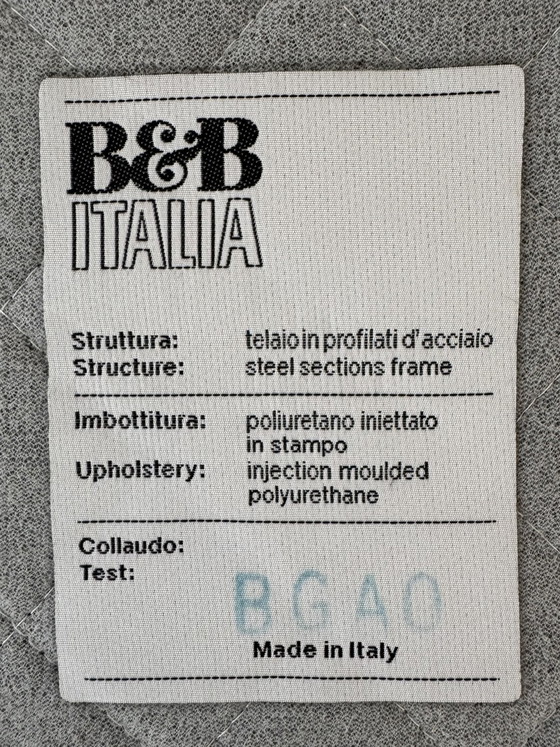 B&B
ITALIA
Struttura: telaio in profilati d'acciaio
Structure: steel sections frame
Imbottitura: poliuretano iniettato
in stampo
Upholstery: injection moulded
polyurethane
Collaudo:
Test:
BGAO
Made in Italy